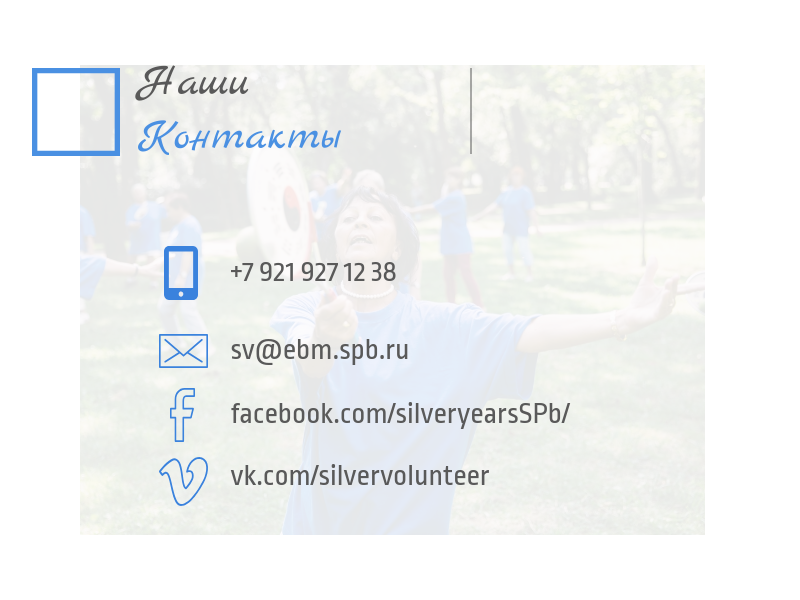 Наши
Контакты
+7 921 927 12 38
sv@ebm.spb.ru
facebook.com/silveryearsSPb/
vk.com/silvervolunteer